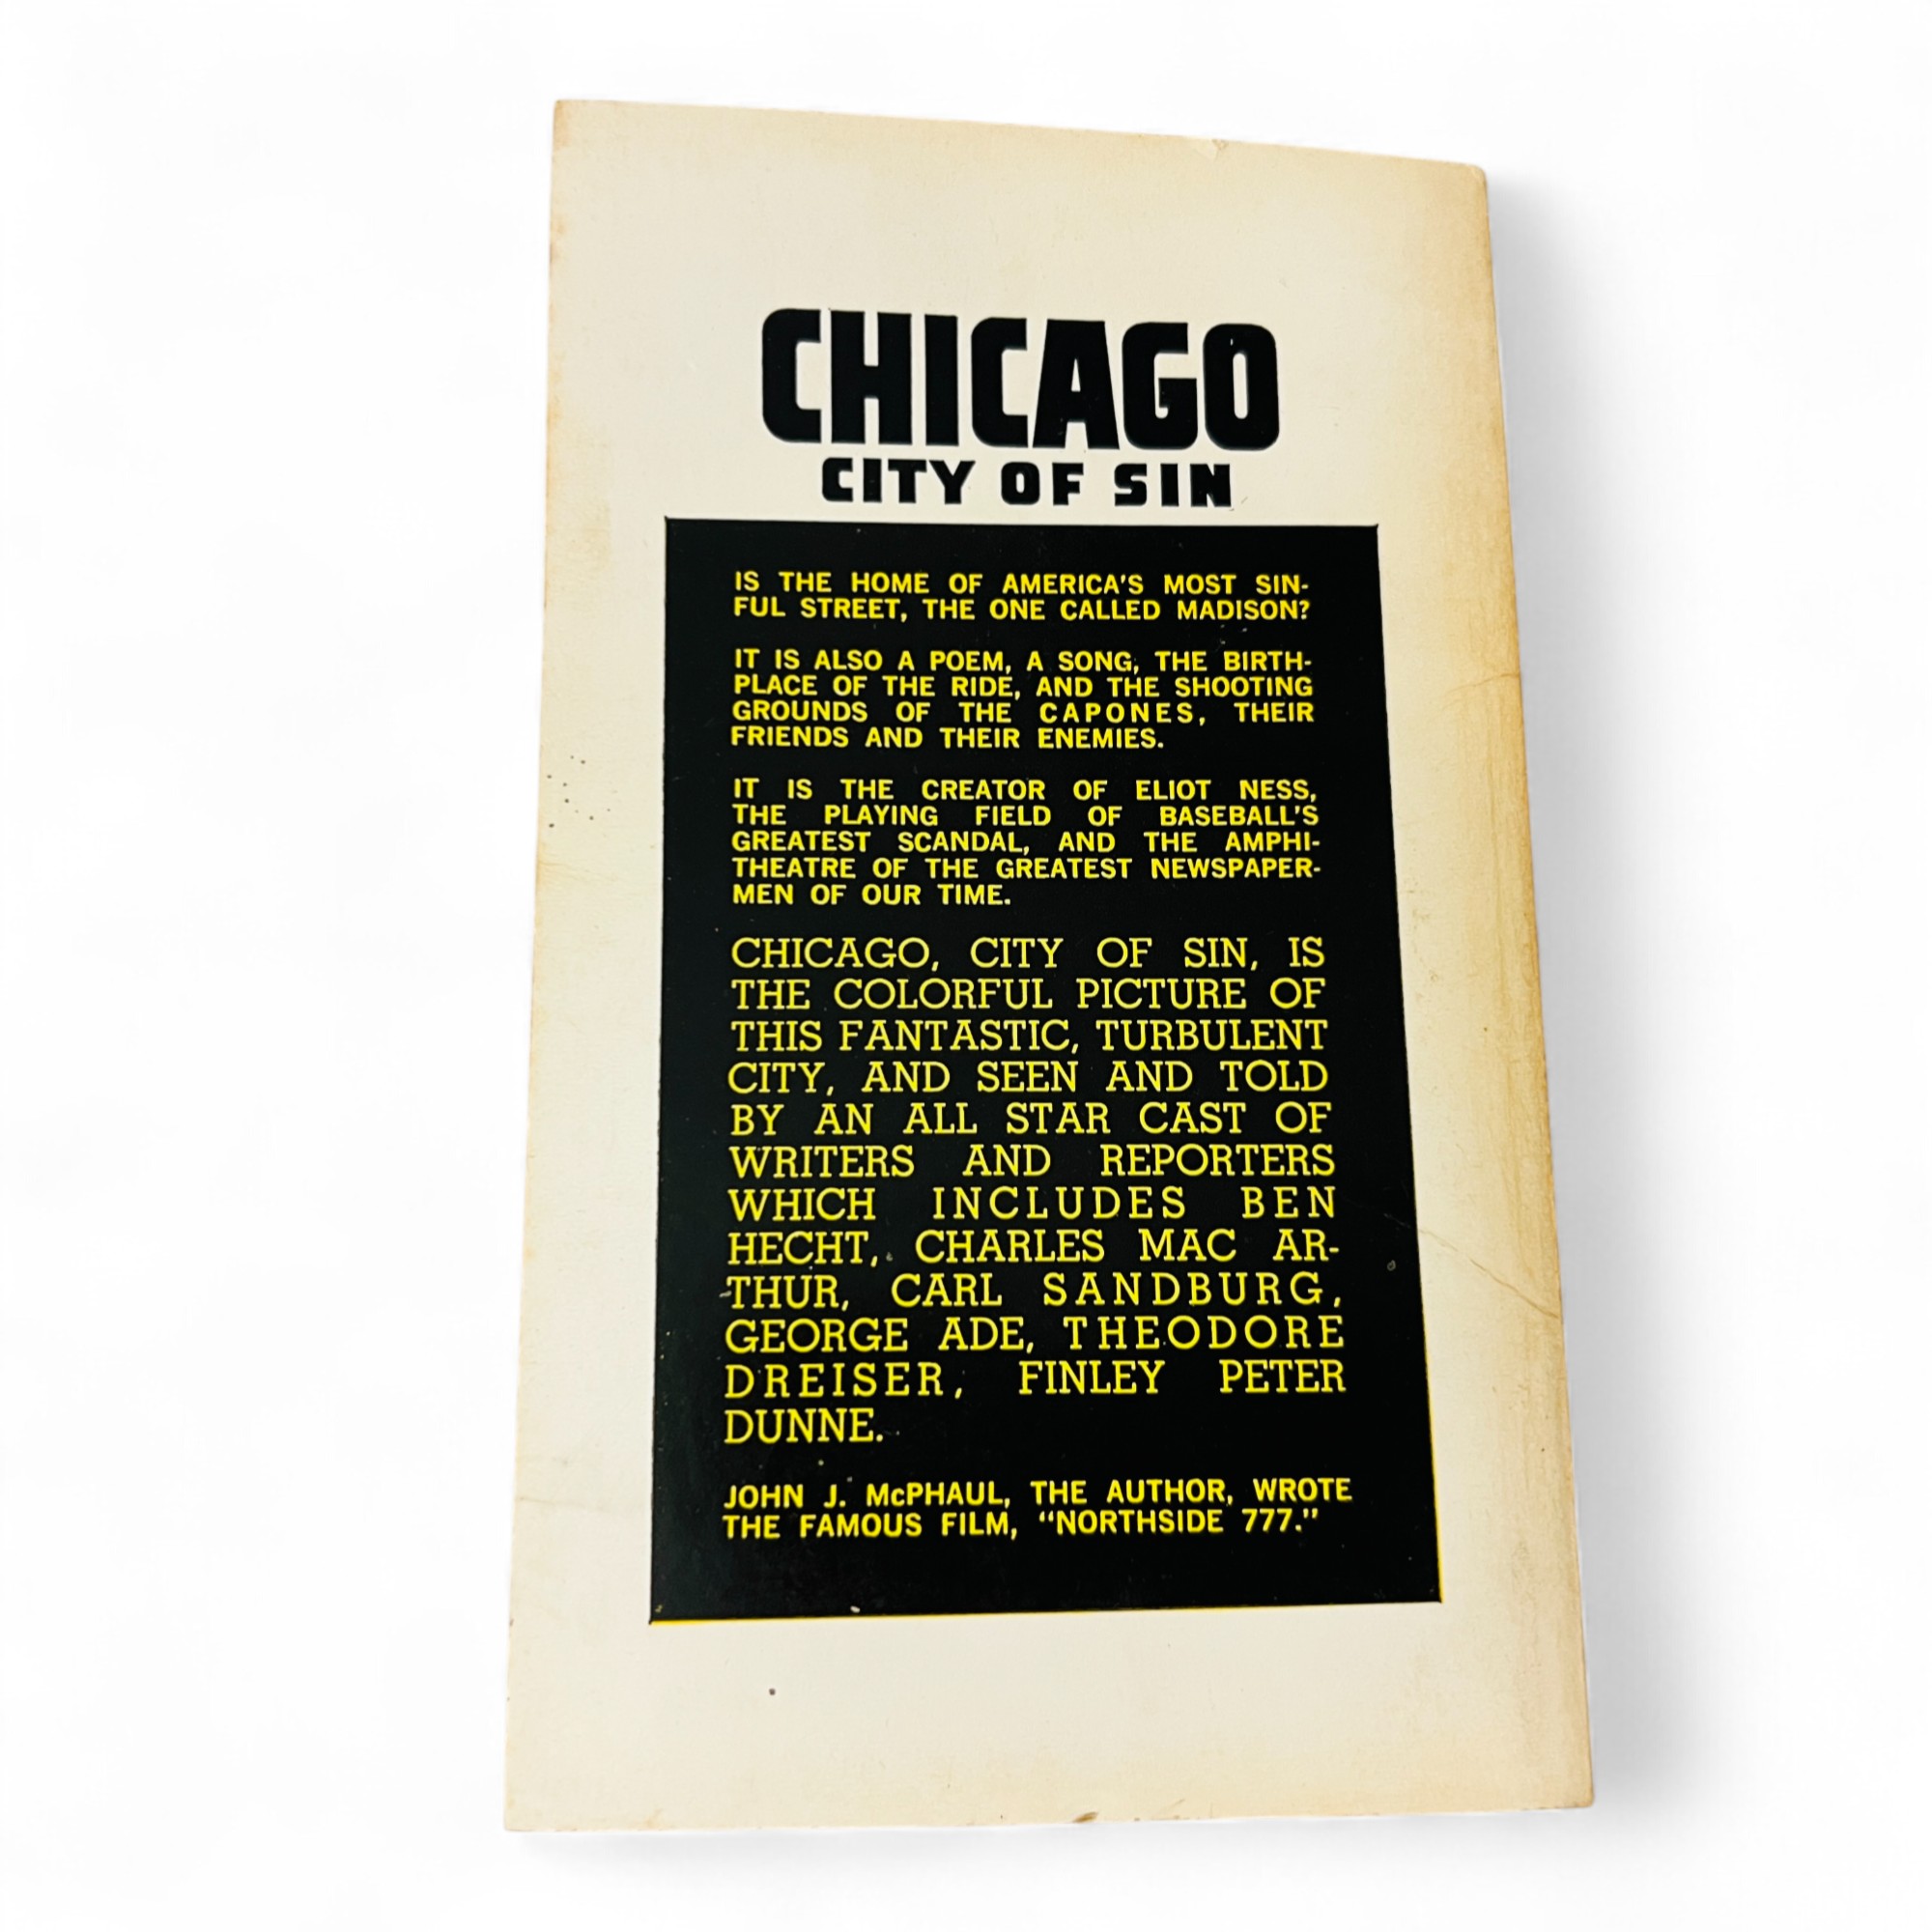 CHICAGO
CITY OF SIN
IS THE HOME OF AMERICA'S MOST SIN-
FUL STREET, THE ONE CALLED MADISON?
IT IS ALSO A POEM, A SONG, THE BIRTH-
PLACE OF THE RIDE, AND THE SHOOTING
GROUNDS OF THE CAPONES, THEIR
FRIENDS AND THEIR ENEMIES.
IT IS THE CREATOR OF ELIOT NESS,
THE PLAYING FIELD OF BASEBALL'S
GREATEST SCANDAL, AND THE AMPHI-
THEATRE OF THE GREATEST NEWSPAPER-
MEN OF OUR TIME.
CHICAGO, CITY OF SIN, IS
THE COLORFUL PICTURE OF
THIS FANTASTIC, TURBULENT
CITY, AND SEEN AND TOLD
BY AN ALL STAR CAST OF
WRITERS AND REPORTERS
WHICH INCLUDES BEN
HECHT, CHARLES MAC AR-
THUR, CARL SANDBURG,
GEORGE ADE, THEODORE
DREISER, FINLEY PETER
DUNNE.
JOHN J. McPHAUL, THE AUTHOR, WROTE
THE FAMOUS FILM, “NORTHSIDE 777.”